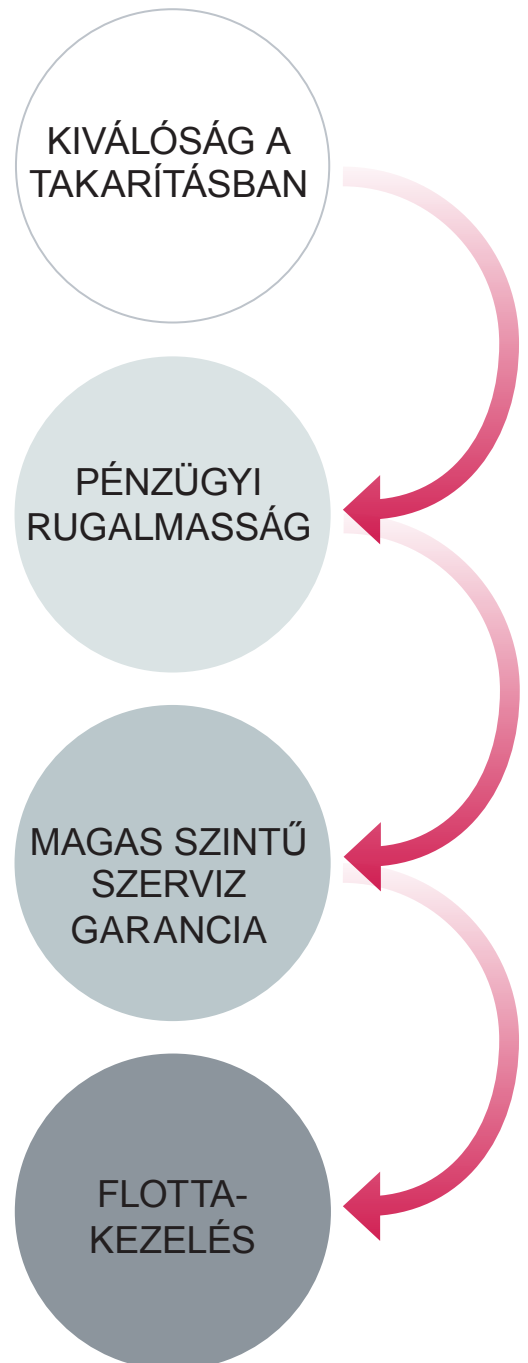 KIVÁLÓSÁG A
TAKARÍTÁSBAN
PÉNZÜGYI
RUGALMASSÁG
MAGAS SZINTŰ
SZERVIZ
GARANCIA
FLOTTA-
KEZELÉS